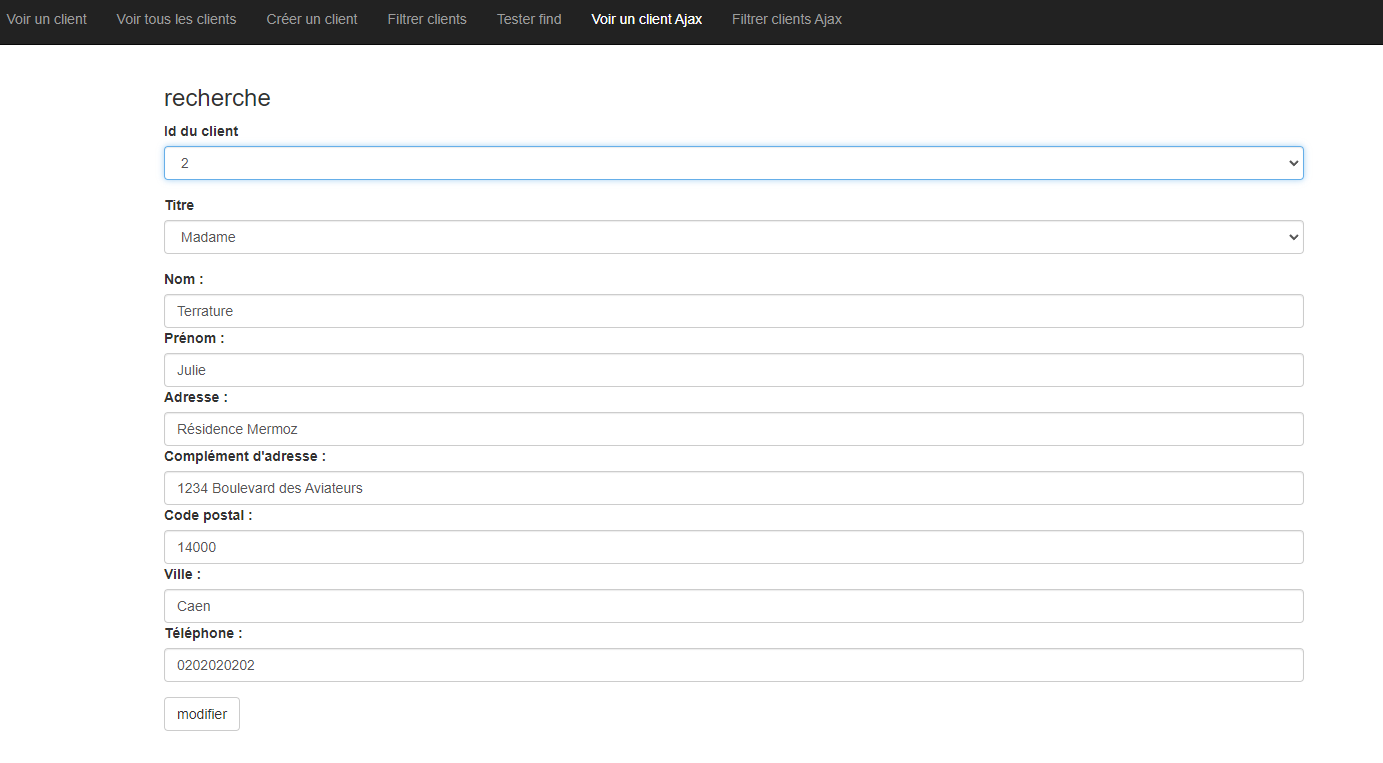 Voir un client Voir tous les clients Créer un client Filtrer clients Tester find Voir un client Ajax Filtrer clients Ajax
recherche
Id du client
2
Titre
Madame
Nom :
Terrature
Prénom :
Julie
Adresse :
Résidence Mermoz
Complément d'adresse :
1234 Boulevard des Aviateurs
Code postal :
14000
Ville :
Caen
Téléphone :
0202020202
modifier